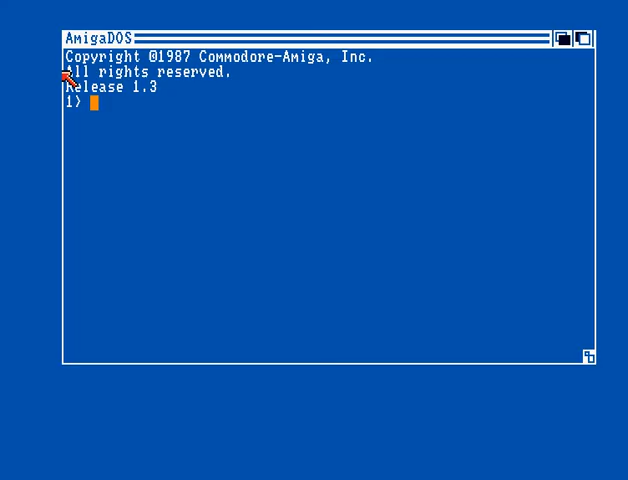 AmigaDOS
Copyright ©1987 Commodore-Amiga, Inc.
All rights reserved.
Release 1.3
1>